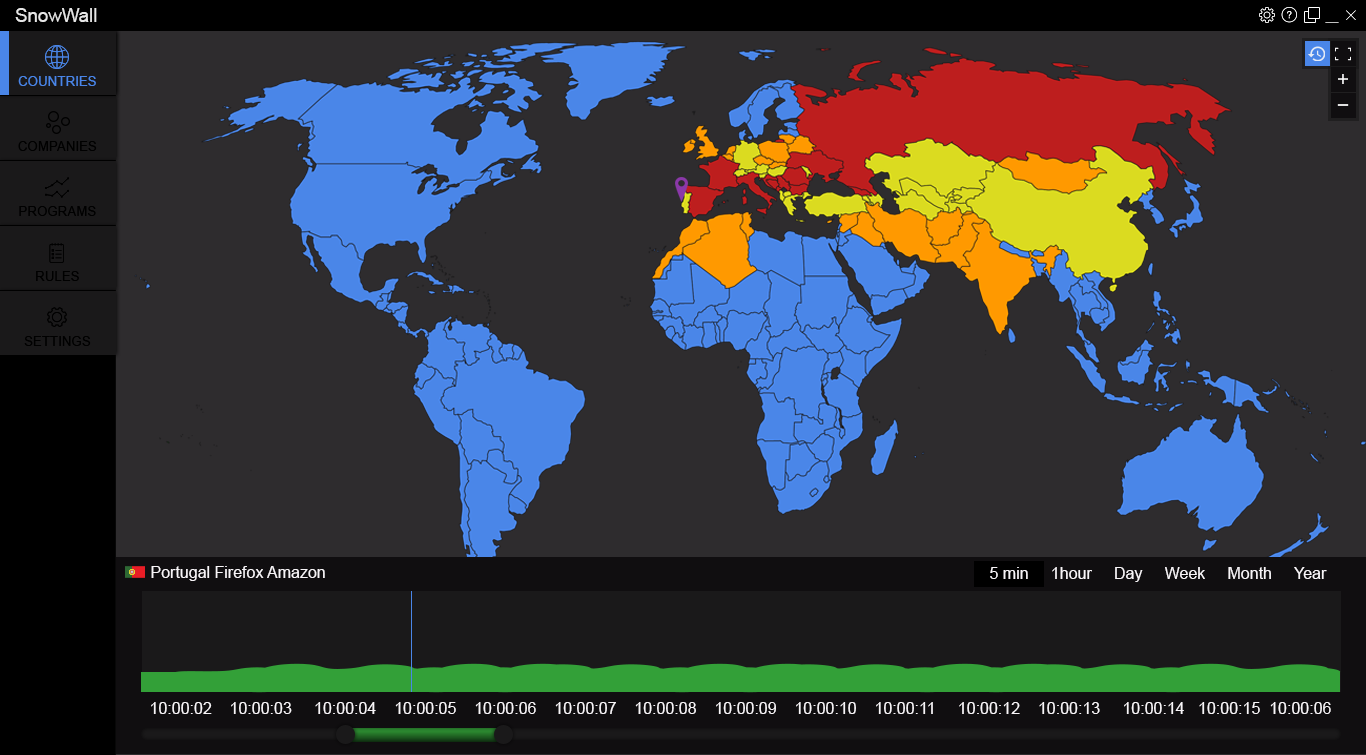 SnowWall
COUNTRIES
COMPANIES
PROGRAMS
RULES
SETTINGS
+
−
Portugal Firefox Amazon
5 min 1hour Day Week Month Year
10:00:02 10:00:03 10:00:04 10:00:05 10:00:06 10:00:07 10:00:08 10:00:09 10:00:10 10:00:11 10:00:12 10:00:13 10:00:14 10:00:15 10:00:06